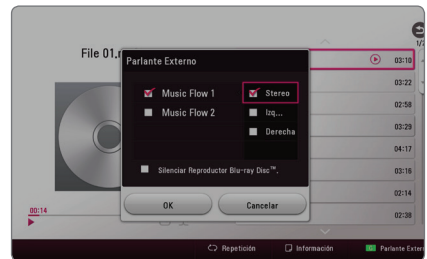 File 01.
1/
Parlante Externo
Music Flow 1
Music Flow 2
Stereo
Izq...
Derecha
Silenciar Reproductor Blu-ray Disc™.
OK
Cancelar
03:10
03:22
02:58
03:29
04:17
03:16
02:14
02:38
00:14
Repetición
Información
Parlante Exter